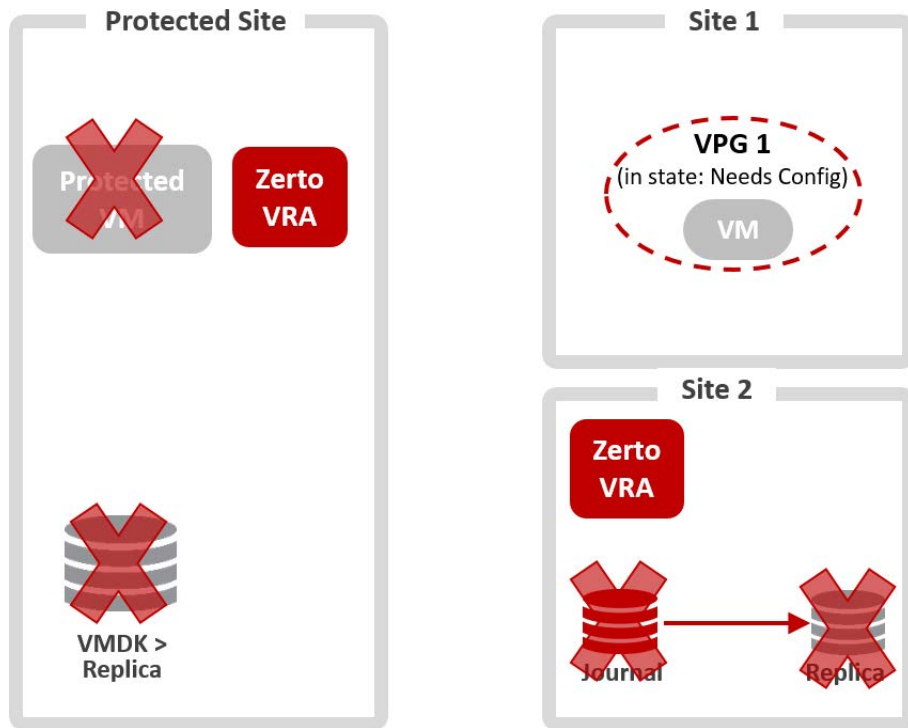 Protected Site
Protected
VM
Zerto
VRA
VMDK >
Replica
Site 1
VPG 1
(in state: Needs Config)
VM
Site 2
Zerto
VRA
Journal
Replica